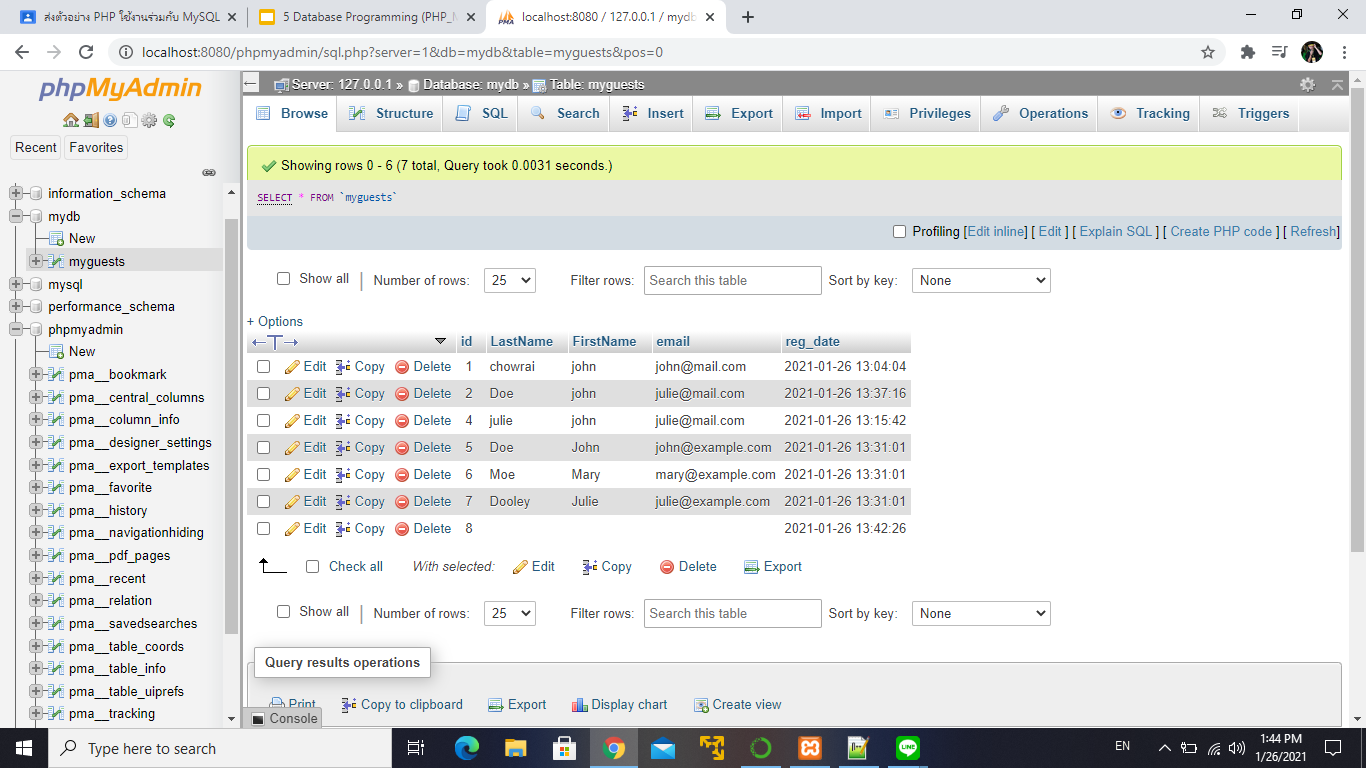 ส่งตัวอย่าง PHP ใช้งานร่วมกับ MySQL
5 Database Programming (PHP_M
localhost:8080 / 127.0.0.1 / mydb
localhost:8080/phpmyadmin/sql.php?server=1&db=mydb&table=myguests&pos=0
phpMyAdmin
Recent Favorites
information_schema
mydb
New
myguests
mysql
performance_schema
phpmyadmin
New
pma__bookmark
pma__central_columns
pma__column_info
pma__designer_settings
pma__export_templates
pma__favorite
pma__history
pma__navigationhiding
pma__pdf_pages
pma__recent
pma__relation
pma__savedsearches
pma__table_coords
pma__table_info
pma__table_uiprefs
pma__tracking
Server: 127.0.0.1 » Database: mydb » Table: myguests
Browse Structure SQL Search Insert Export Import Privileges Operations Tracking Triggers
Showing rows 0 - 6 (7 total, Query took 0.0031 seconds.)
SELECT * FROM `myguests`
Profiling [Edit inline] [ Edit ] [ Explain SQL ] [ Create PHP code ] [ Refresh]
Show all | Number of rows: 25 Filter rows: Search this table Sort by key: None
+ Options
id LastName FirstName email reg_date
Edit Copy Delete 1 chowrai john john@mail.com 2021-01-26 13:04:04
Edit Copy Delete 2 Doe john julie@mail.com 2021-01-26 13:37:16
Edit Copy Delete 4 julie john julie@mail.com 2021-01-26 13:15:42
Edit Copy Delete 5 Doe John john@example.com 2021-01-26 13:31:01
Edit Copy Delete 6 Moe Mary mary@example.com 2021-01-26 13:31:01
Edit Copy Delete 7 Dooley Julie julie@example.com 2021-01-26 13:31:01
Edit Copy Delete 8 2021-01-26 13:42:26
Check all With selected: Edit Copy Delete Export
Show all | Number of rows: 25 Filter rows: Search this table Sort by key: None
Query results operations
Print Copy to clipboard Export Display chart Create view
Console
Type here to search
EN
1:44 PM
1/26/2021